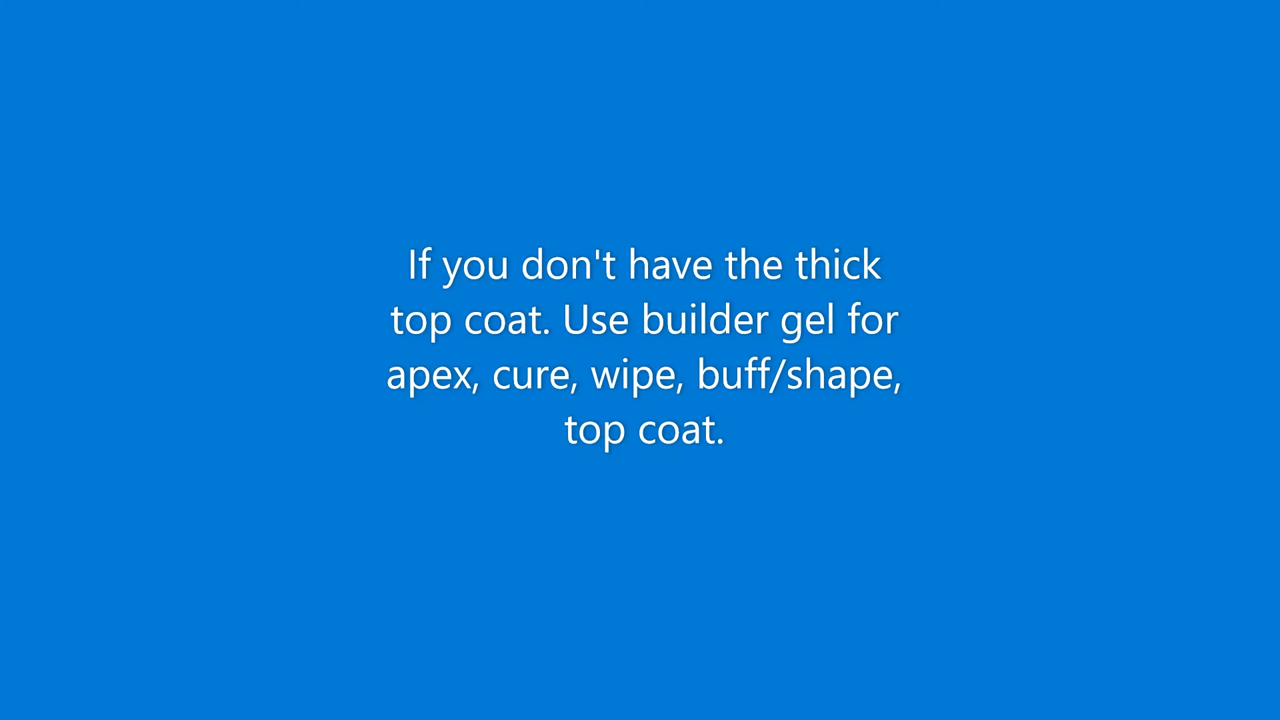 If you don't have the thick
top coat. Use builder gel for
apex, cure, wipe, buff/shape,
top coat.